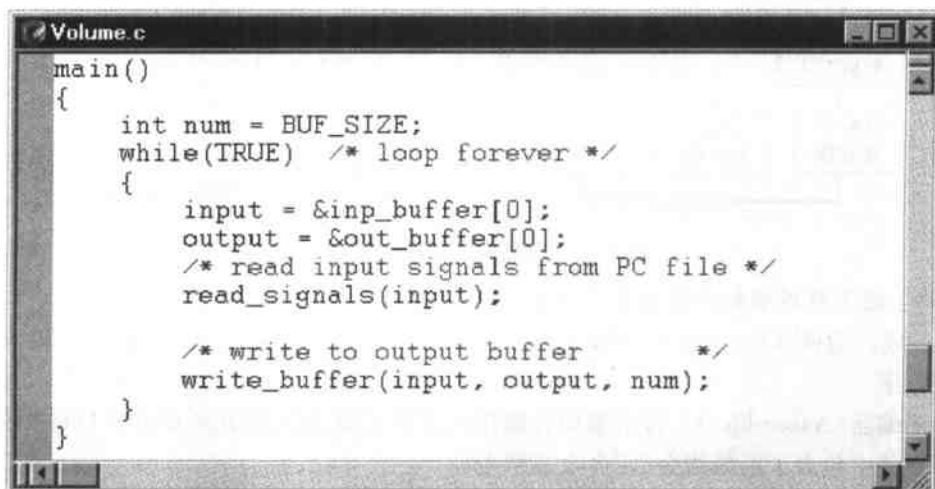 Volume.c
main()
{
int num = BUF_SIZE;
while(TRUE) /* loop forever */
{
input = &inp_buffer[0];
output = &out_buffer[0];
/* read input signals from PC file */
read_signals(input);
/* write to output buffer */
write_buffer(input, output, num);
}
}